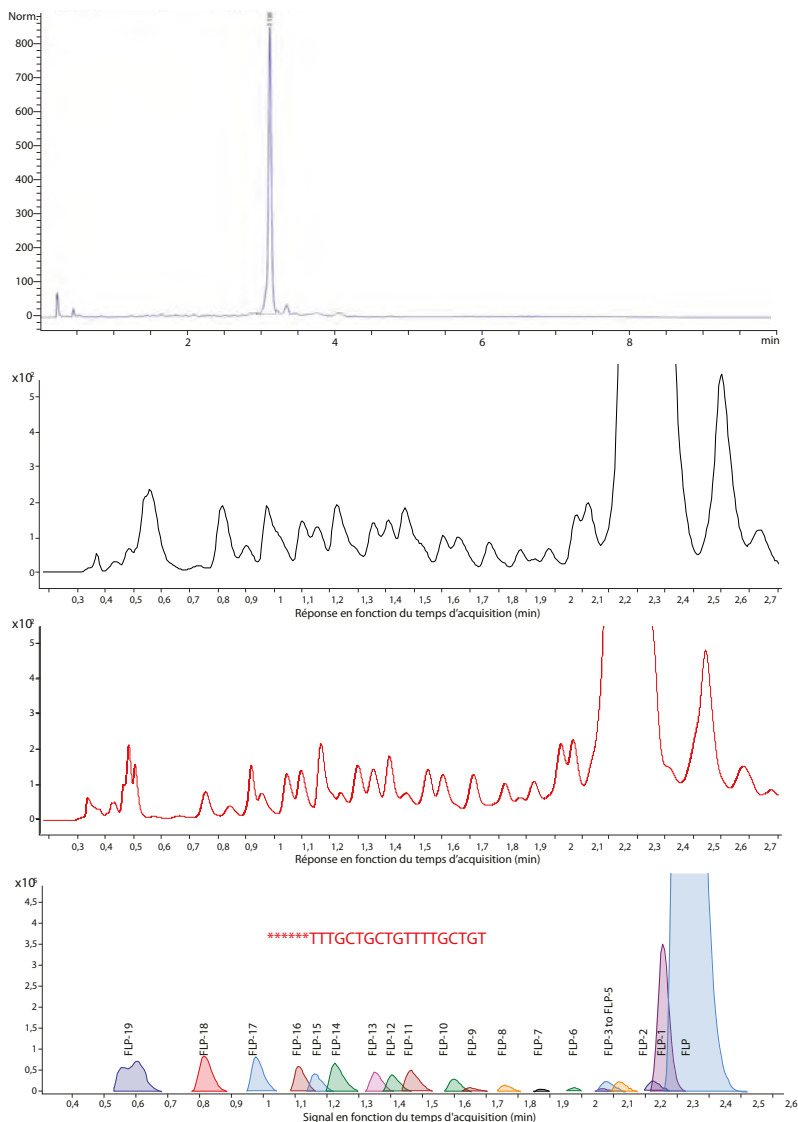 Norm.
800
700
600
500
400
300
200
100
0
2 4 6 8 min
x10²
5
4
3
2
1
0
0,3 0,4 0,5 0,6 0,7 0,8 0,9 1 1,1 1,2 1,3 1,4 1,5 1,6 1,7 1,8 1,9 2 2,1 2,2 2,3 2,4 2,5 2,6 2,7
Réponse en fonction du temps d'acquisition (min)
x10²
5
4
3
2
1
0
0,3 0,4 0,5 0,6 0,7 0,8 0,9 1 1,1 1,2 1,3 1,4 1,5 1,6 1,7 1,8 1,9 2 2,1 2,2 2,3 2,4 2,5 2,6 2,7
Réponse en fonction du temps d'acquisition (min)
4,5
3,5
3
2,5
2
1,5
1
0,5
0
******TTTGCTGCTGTTTTGCTGT
FLP-19
FLP-18
FLP-17
FLP-16
FLP-15
FLP-14
FLP-13
FLP-12
FLP-11
FLP-10
FLP-9
FLP-8
FLP-7
FLP-6
FLP-3 to FLP-5
FLP-2
FLP-1
FLP
0,4 0,5 0,6 0,7 0,8 0,9 1 1,1 1,2 1,3 1,4 1,5 1,6 1,7 1,8 1,9 2 2,1 2,2 2,3 2,4 2,5 2,6
Signal en fonction du temps d'acquisition (min)